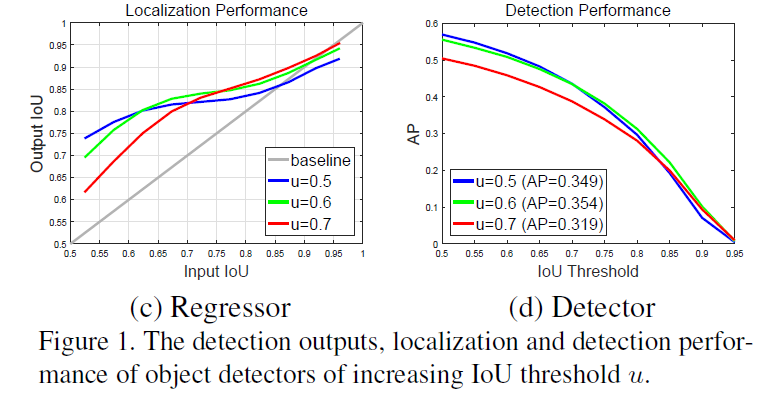 Localization Performance
1
0.95
0.9
0.85
0.8
0.75
0.7
0.65
0.6
0.55
0.5
Output IoU
baseline
u=0.5
u=0.6
u=0.7
0.5 0.55 0.6 0.65 0.7 0.75 0.8 0.85 0.9 0.95 1
Input IoU
(c) Regressor
Detection Performance
0.6
0.5
0.4
0.3
0.2
0.1
0
AP
u=0.5 (AP=0.349)
u=0.6 (AP=0.354)
u=0.7 (AP=0.319)
0.5 0.55 0.6 0.65 0.7 0.75 0.8 0.85 0.9 0.95
IoU Threshold
(d) Detector
Figure 1. The detection outputs, localization and detection perfor-
mance of object detectors of increasing IoU threshold u.